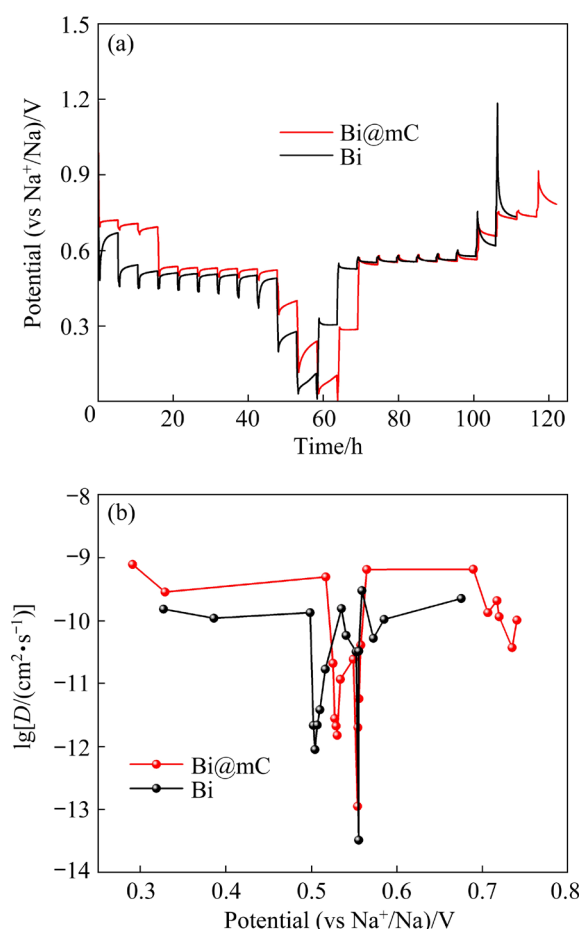 (a)
1.5
1.2
0.9
0.6
0.3
0
20
40
60
80
100
120
Potential (vs Na⁺/Na)/V
Time/h
Bi@mC
Bi
(b)
−8
−9
−10
−11
−12
−13
−14
0.3
0.4
0.5
0.6
0.7
0.8
lg[D/(cm²•s⁻¹)]
Potential (vs Na⁺/Na)/V
Bi@mC
Bi